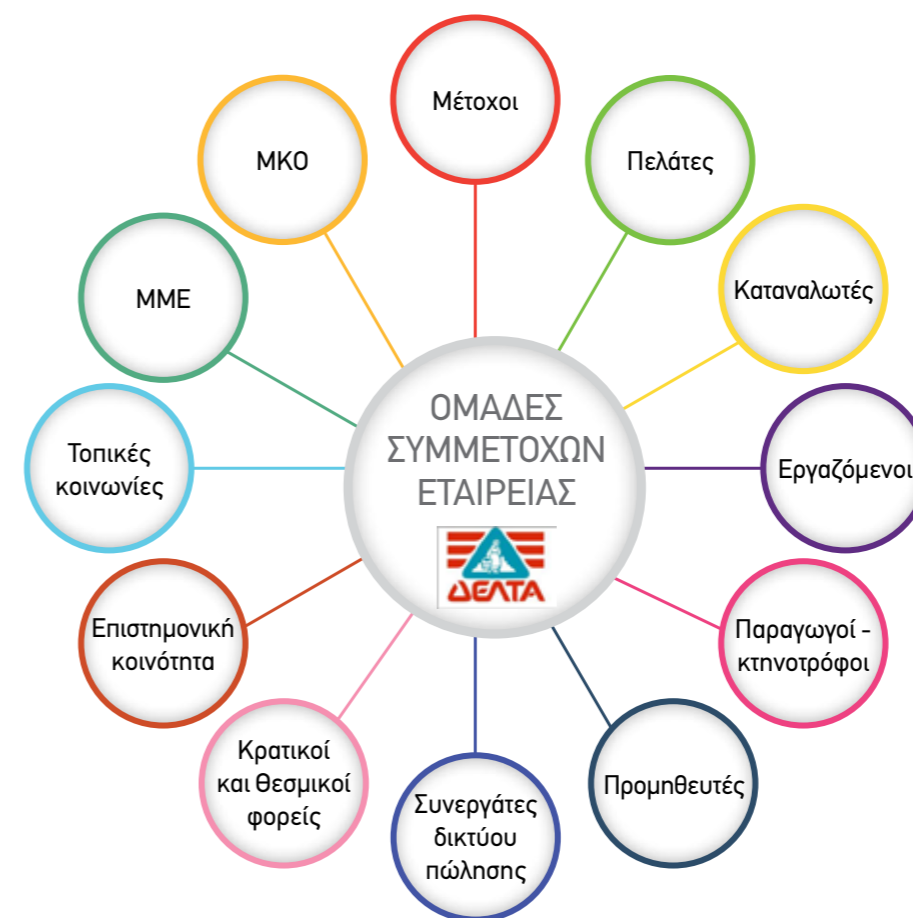 Μέτοχοι
Πελάτες
Καταναλωτές
Εργαζόμενοι
Παραγωγοί -
κτηνοτρόφοι
Προμηθευτές
Συνεργάτες
δικτύου
πώλησης
Κρατικοί
και θεσμικοί
φορείς
Επιστημονική
κοινότητα
Τοπικές
κοινωνίες
ΜΜΕ
ΜΚΟ
ΟΜΑΔΕΣ
ΣΥΜΜΕΤΟΧΩΝ
ΕΤΑΙΡΕΙΑΣ
ΔΕΛΤΑ